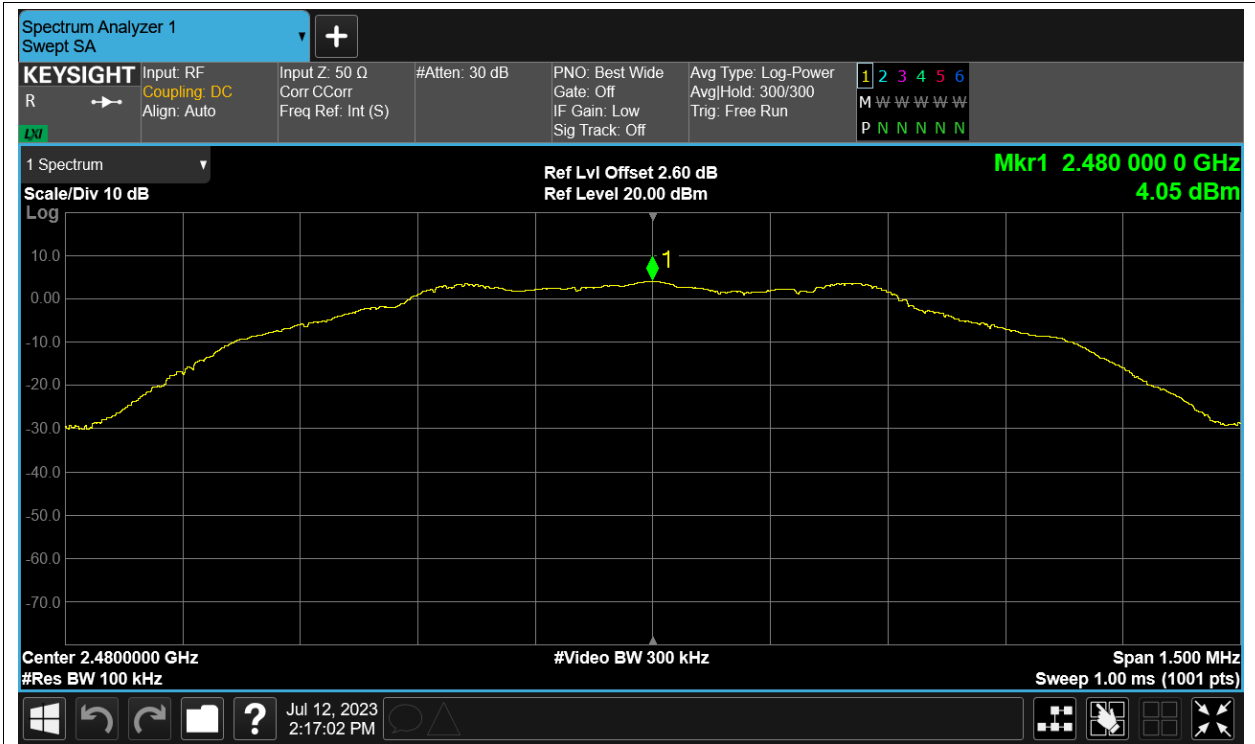 Spectrum Analyzer 1
Swept SA
KEYSIGHT
R
LXI
Input: RF
Coupling: DC
Align: Auto
Input Z: 50 Ω
Corr CCorr
Freq Ref: Int (S)
#Atten: 30 dB
PNO: Best Wide
Gate: Off
IF Gain: Low
Sig Track: Off
Avg Type: Log-Power
Avg|Hold: 300/300
Trig: Free Run
1 2 3 4 5 6
M W W W W W
P N N N N N
1 Spectrum
Scale/Div 10 dB
Log
Ref Lvl Offset 2.60 dB
Ref Level 20.00 dBm
Mkr1 2.480 000 0 GHz
4.05 dBm
1
10.0
0.00
-10.0
-20.0
-30.0
-40.0
-50.0
-60.0
-70.0
Center 2.4800000 GHz
#Res BW 100 kHz
#Video BW 300 kHz
Span 1.500 MHz
Sweep 1.00 ms (1001 pts)
?
Jul 12, 2023
2:17:02 PM